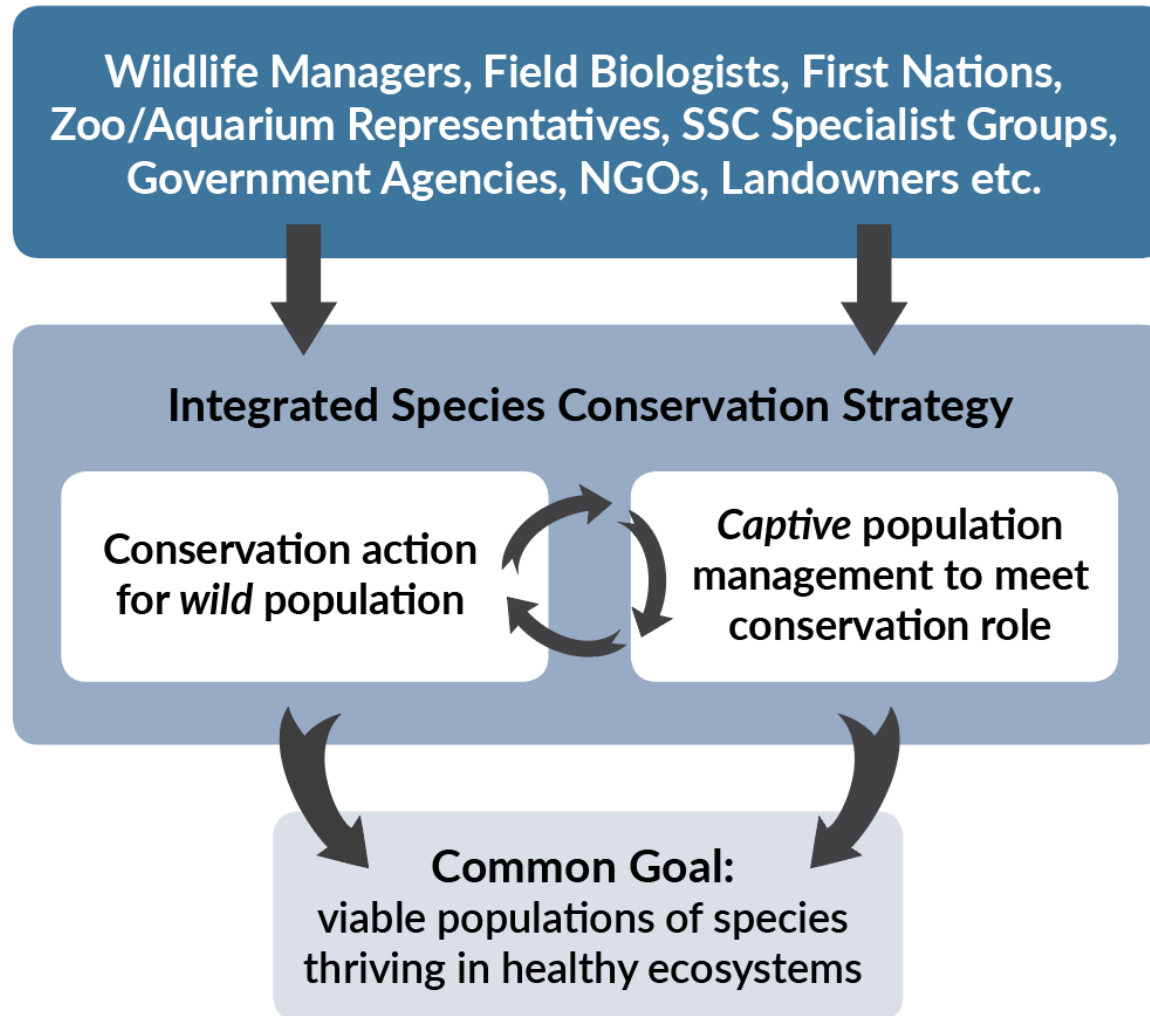 Wildlife Managers, Field Biologists, First Nations,
Zoo/Aquarium Representatives, SSC Specialist Groups,
Government Agencies, NGOs, Landowners etc.
Integrated Species Conservation Strategy
Conservation action
for wild population
Captive population
management to meet
conservation role
Common Goal:
viable populations of species
thriving in healthy ecosystems